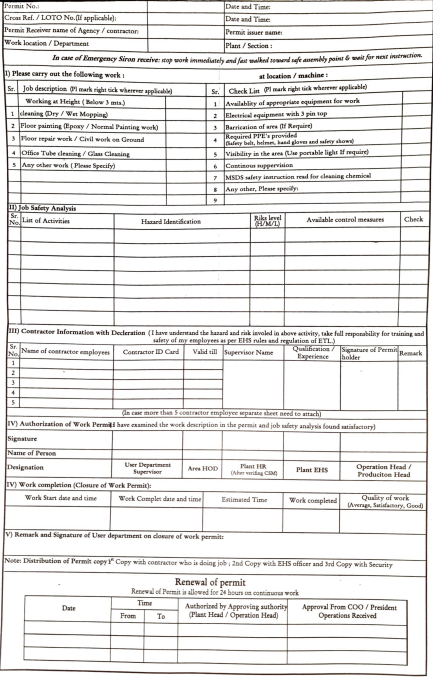 Permit No.: Date and Time:
Cross Ref. / LOTO No.(If applicable): Date and Time:
Permit Receiver name of Agency / contractor: Permit issuer name:
Work location / Department Plant / Section :
In case of Emergency Siron receive: stop work immediately and fast walked toward safe assembly point & wait for next instruction.
I) Please carry out the following work : at location / machine :
Sr. Job description (Pl mark right tick wherever applicable) Sr. Check List (Pl mark right tick wherever applicable)
Working at Height ( Below 3 mts.) 1 Availablity of appropriate equipment for work
1 cleaning (Dry / Wet Mopping) 2 Electrical equipment with 3 pin top
2 Floor painting (Epoxy / Normal Painting work) 3 Barrication of area (If Require)
3 Floor repair work / Civil work on Ground 4 Required PPE's provided
(Safety belt, helmet, hand gloves and safety shows)
4 Office Tube cleaning / Glass Cleaning 5 Visibility in the area (Use portable light If require)
5 Any other work ( Please Specify) 6 Continous suppervision
7 MSDS safety instruction read for cleaning chemical
8 Any other, Please specify:
9
II) Job Safety Analysis
Sr. No. List of Activities Hazard Identification Riks level (H/M/L) Available control measures Check
III) Contractor Information with Decleration (I have understand the hazard and risk involed in above activity, take full responsibility for training and
safety of my employees as per EHS rules and regulation of ETL.)
Sr. No. Name of contractor employees Contractor ID Card Valid till Supervisor Name Qualification / Experience Signature of Permit holder Remark
1
2
3
4
5
(In case more than 5 contractor employee separate sheet need to attach)
IV) Authorization of Work Permit(I have examined the work description in the permit and job safety analysis found satisfactory)
Signature
Name of Person
Designation User Department Supervisor Area HOD Plant HR (After verifing CSM) Plant EHS Operation Head / Produciton Head
IV) Work completion (Closure of Work Permit):
Work Start date and time Work Complet date and time Estimated Time Work completed Quality of work
(Average, Satisfactory, Good)
V) Remark and Signature of User department on closure of work permit:
Note: Distribution of Permit copy 1st Copy with contractor who is doing job ; 2nd Copy with EHS officer and 3rd Copy with Security
Renewal of permit
Renewal of Permit is allowed for 24 hours on continuous work
Date Time Authorized by Approving authority Approval From COO / President
From To (Plant Head / Operation Head) Operations Received